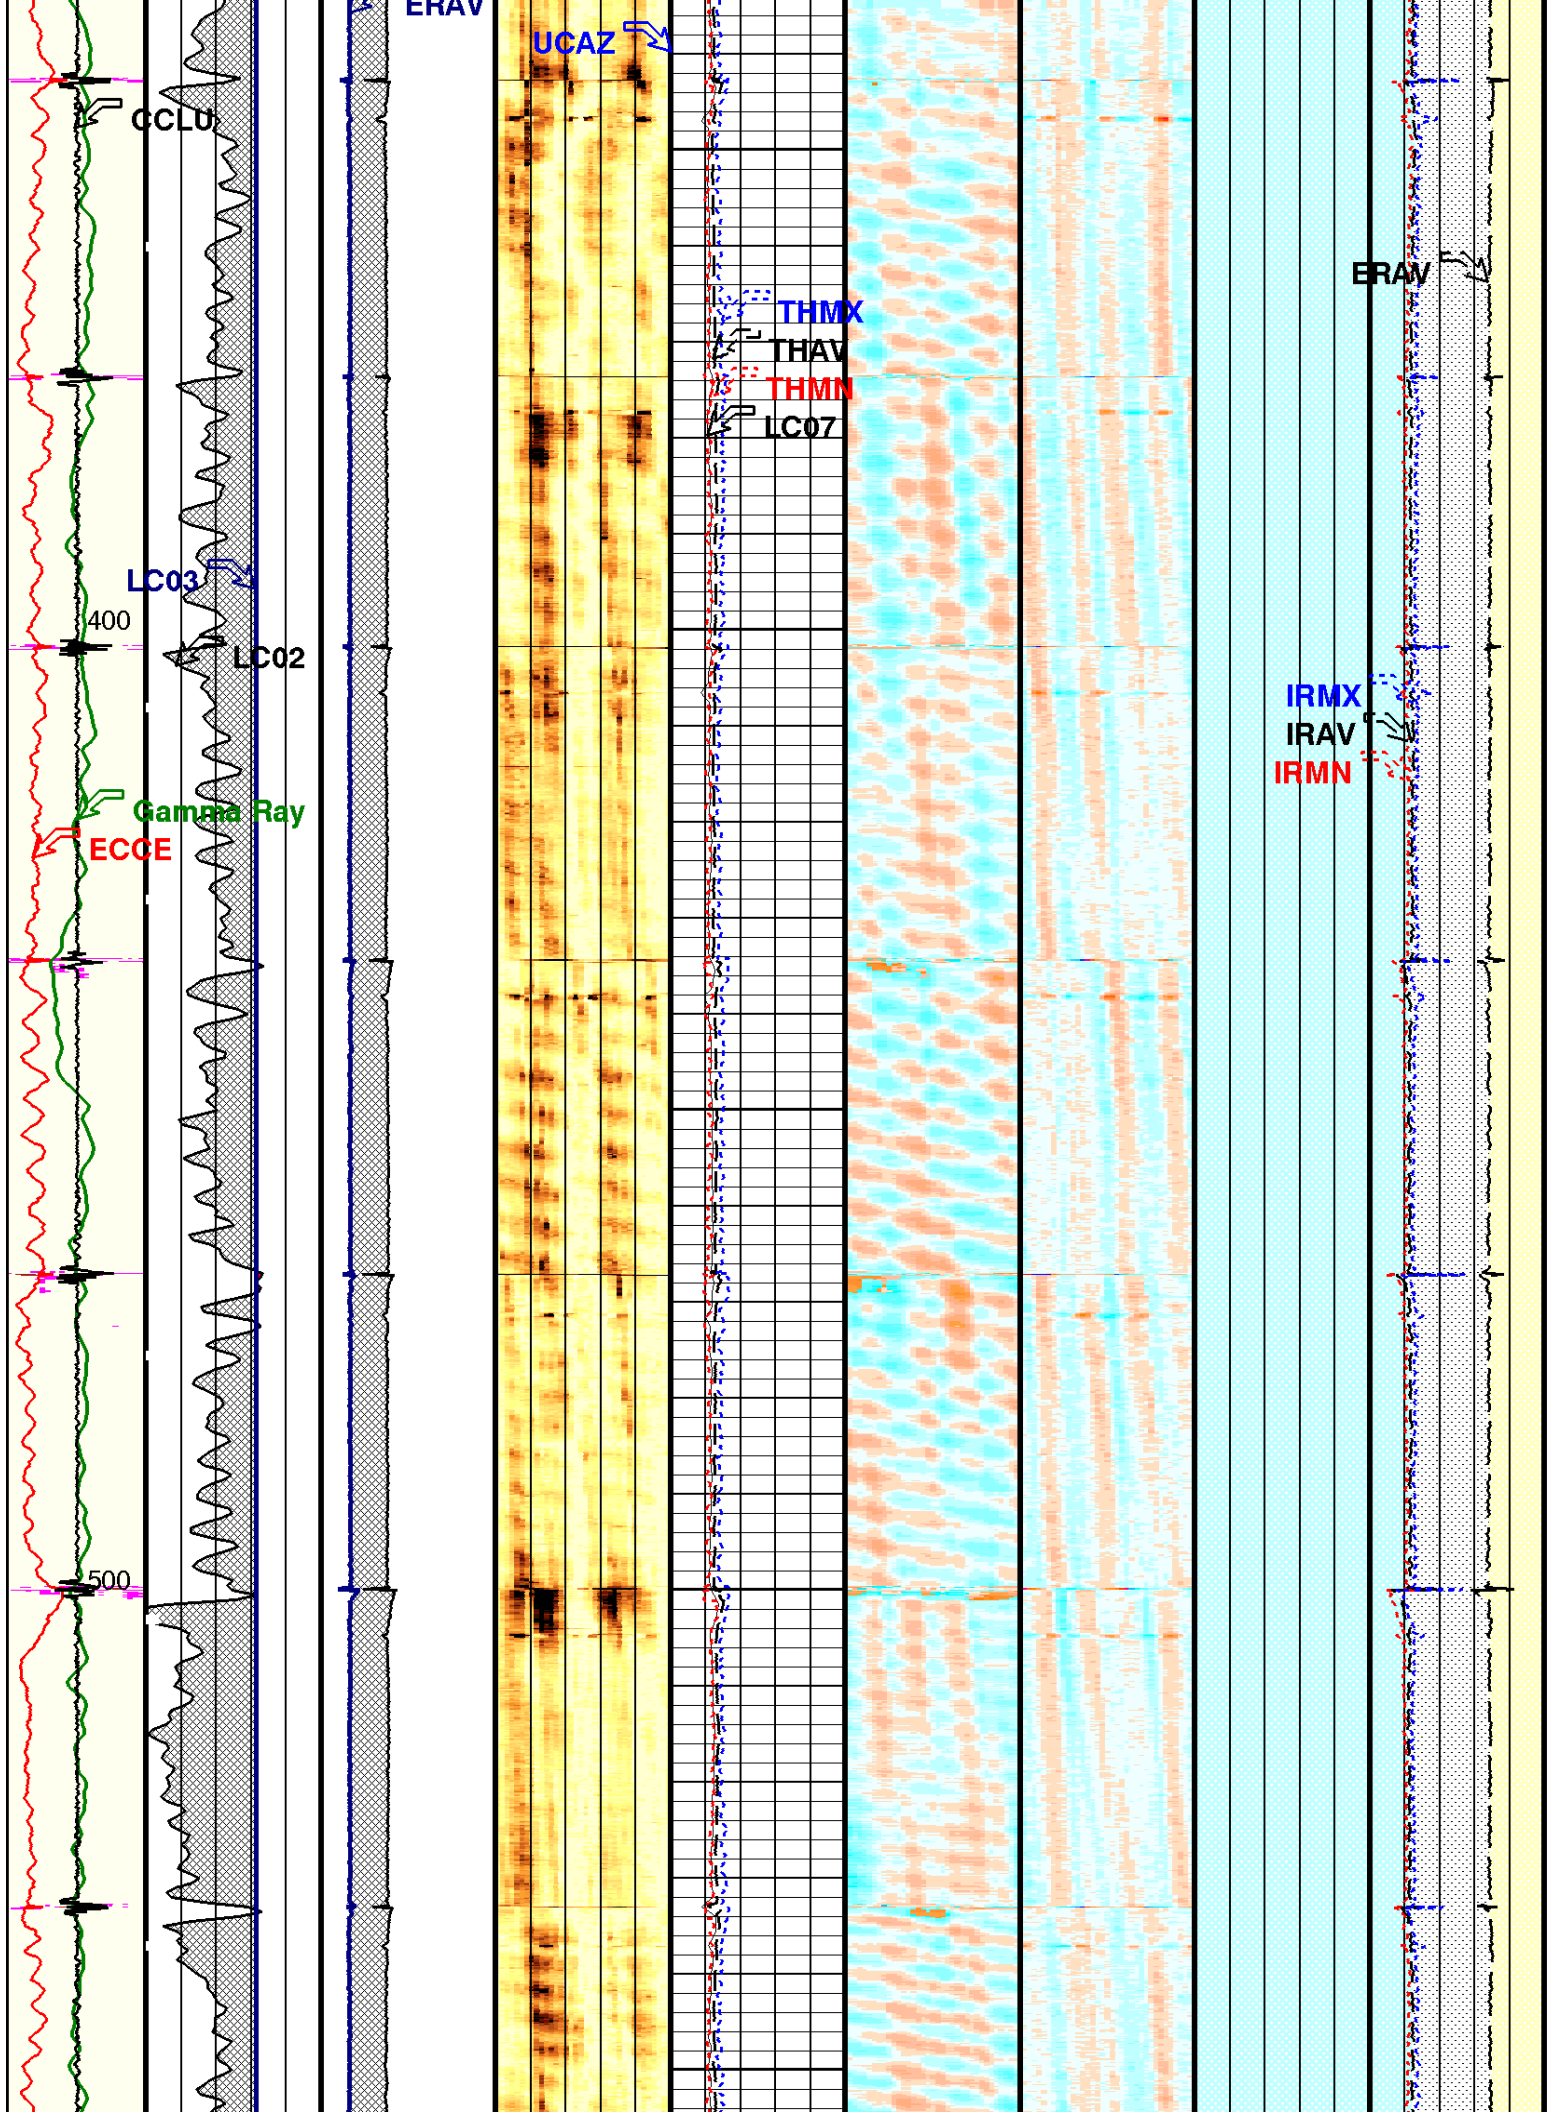 ERAV
UCAZ
CCLU
ERAV
THMX
THAV
THMN
LC07
LC03
400
LC02
IRMX
IRAV
IRMN
Gamma Ray
ECCE
500